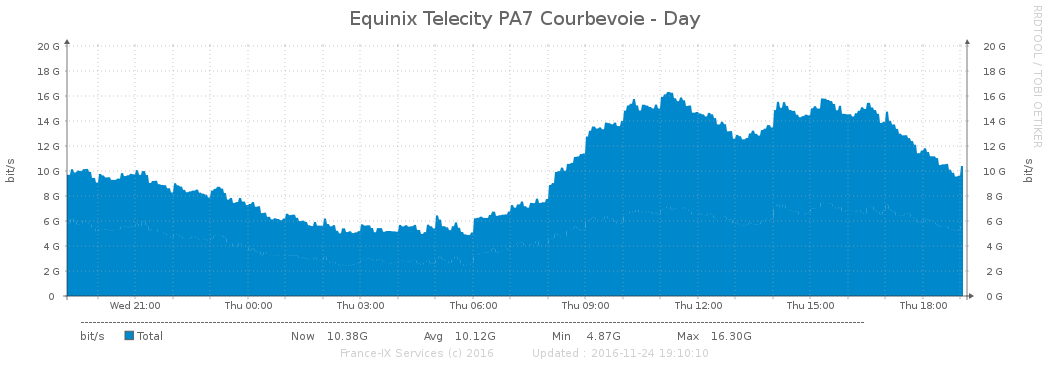 Equinix Telecity PA7 Courbevoie - Day
RRDTOOL / TOBI OETIKER
20 G 20 G
18 G 18 G
16 G 16 G
14 G 14 G
12 G 12 G
10 G 10 G
8 G 8 G
6 G 6 G
4 G 4 G
2 G 2 G
0 0 G
bit/s bit/s
Wed 21:00 Thu 00:00 Thu 03:00 Thu 06:00 Thu 09:00 Thu 12:00 Thu 15:00 Thu 18:00
bit/s Total Now 10.38G Avg 10.12G Min 4.87G Max 16.30G
France-IX Services (c) 2016 Updated : 2016-11-24 19:10:10